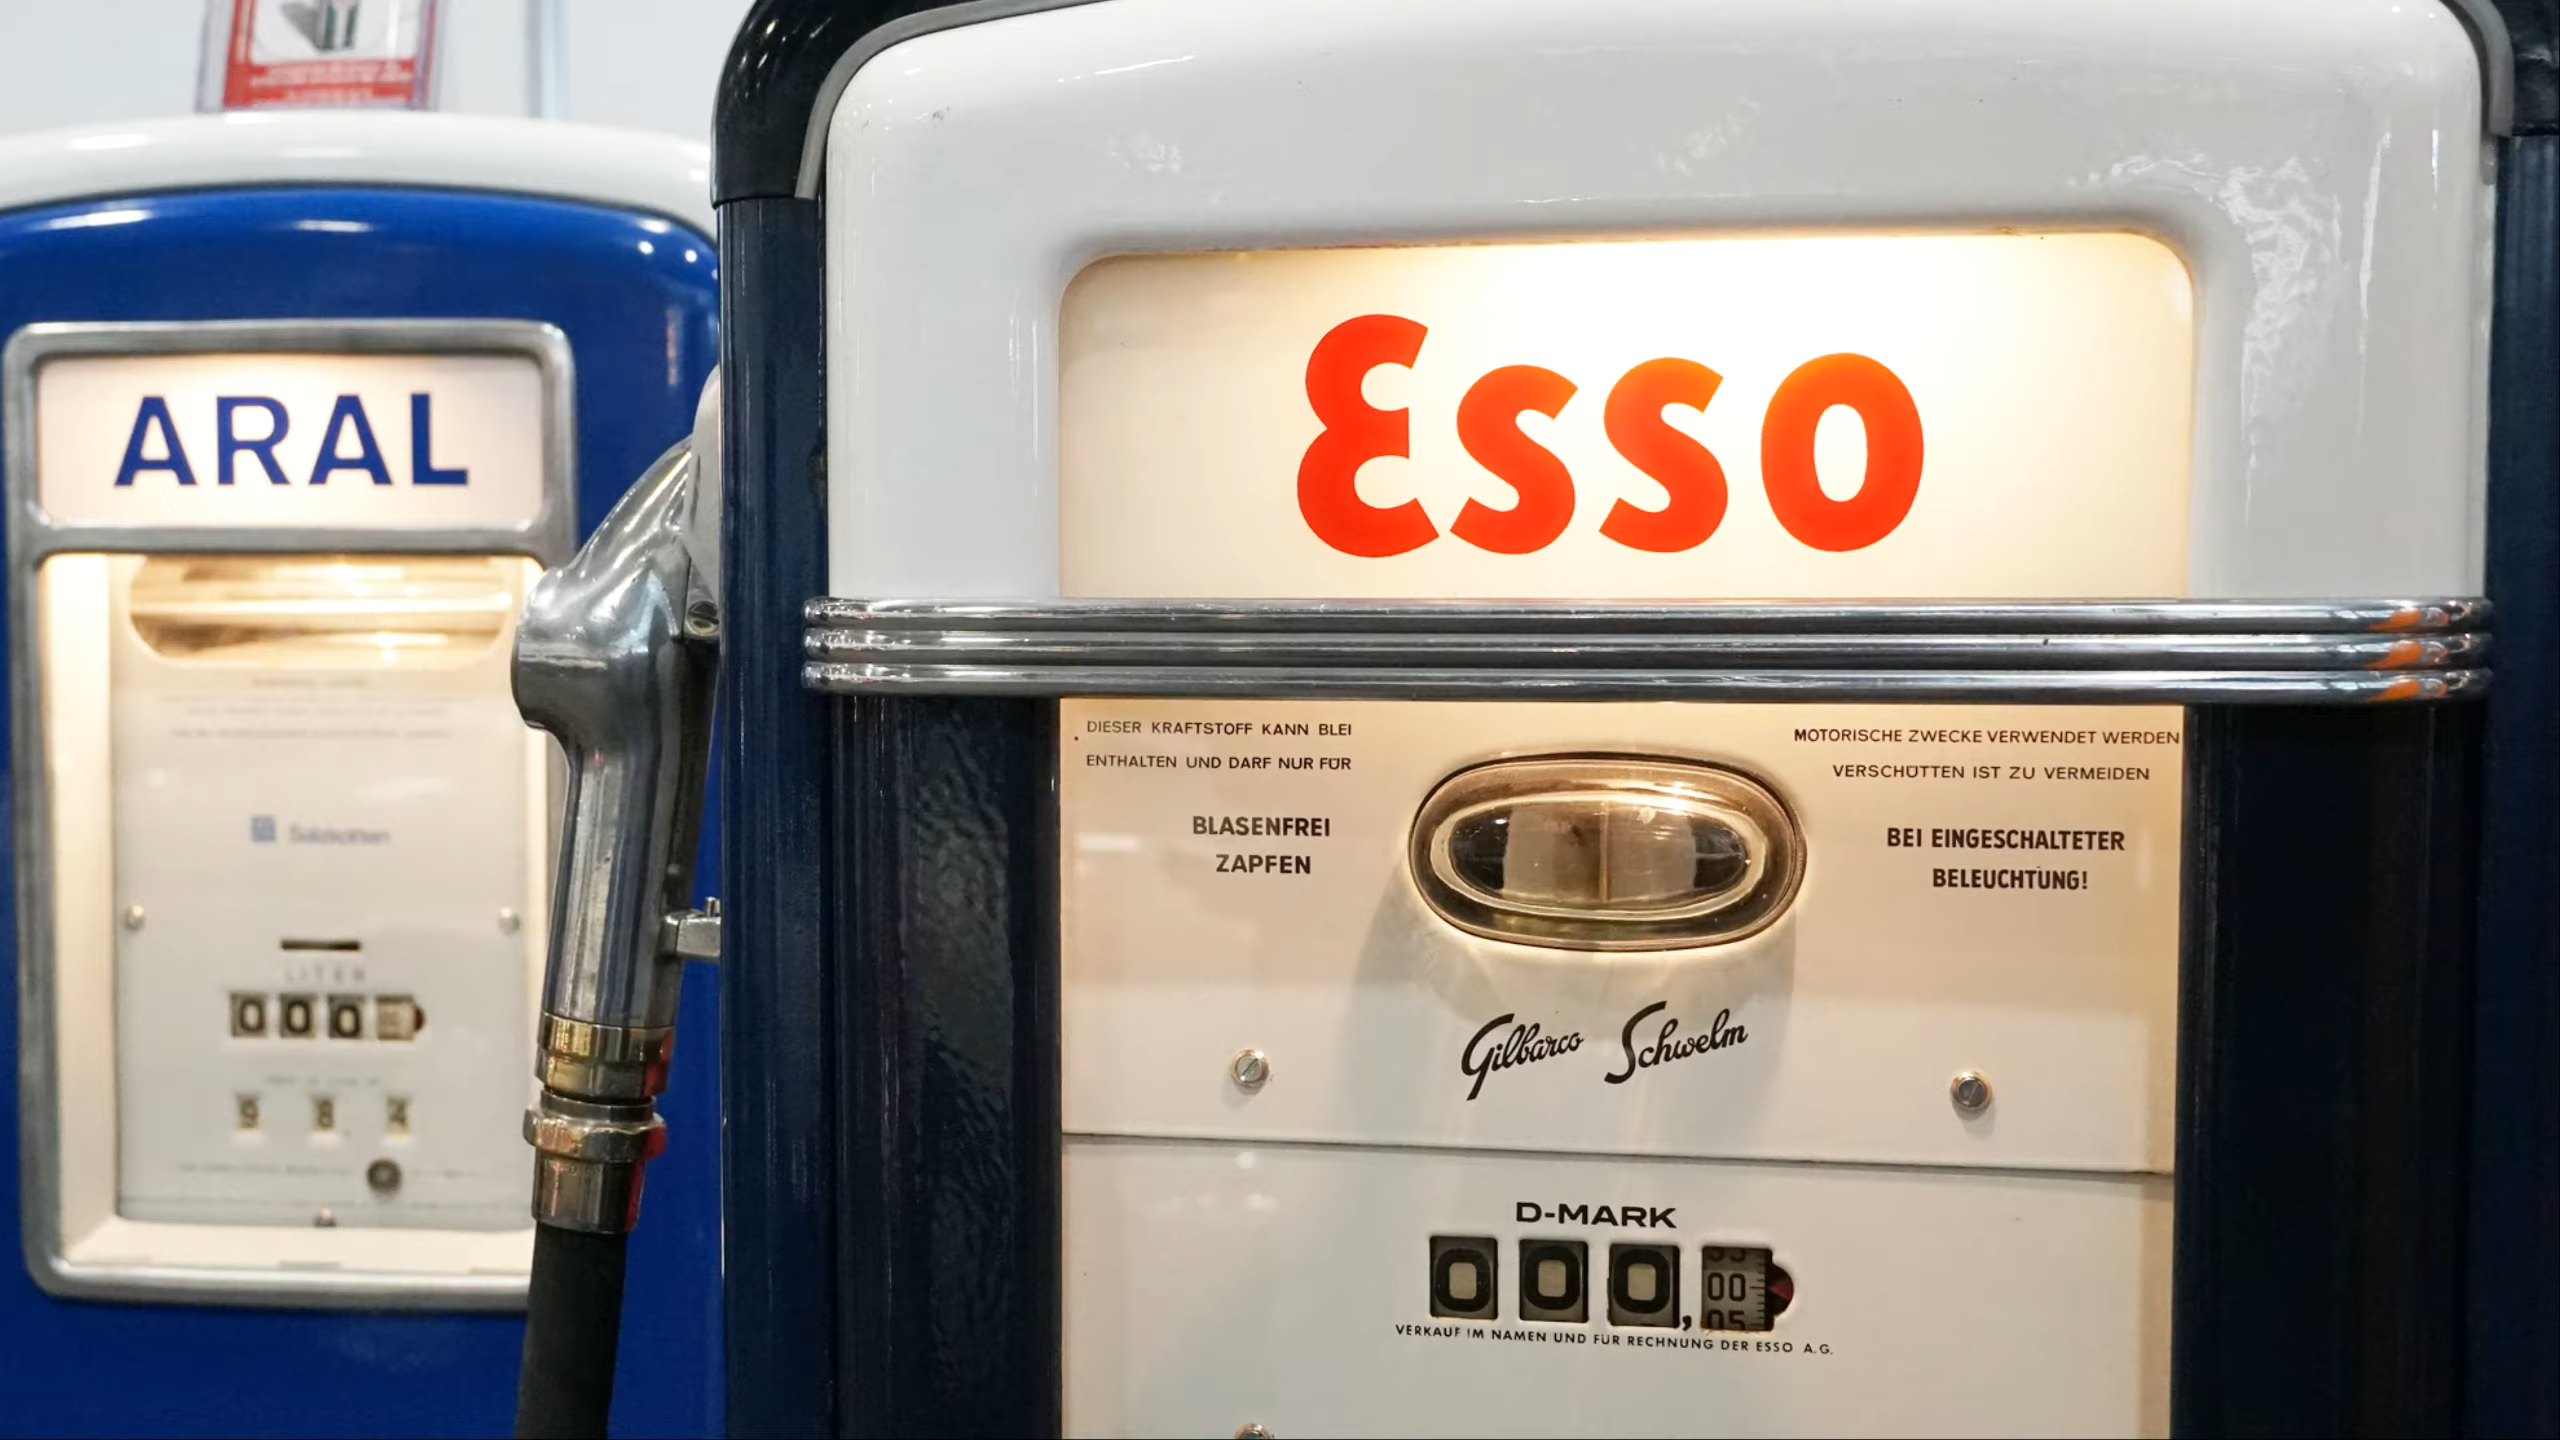 ARAL
LITER
000
9 8 4
ESSO
DIESER KRAFTSTOFF KANN BLEI
ENTHALTEN UND DARF NUR FÜR
MOTORISCHE ZWECKE VERWENDET WERDEN
VERSCHÜTTEN IST ZU VERMEIDEN
BLASENFREI
ZAPFEN
BEI EINGESCHALTETER
BELEUCHTUNG!
Gilbarco Schwelm
D-MARK
000,00
05
VERKAUF IM NAMEN UND FÜR RECHNUNG DER ESSO A.G.